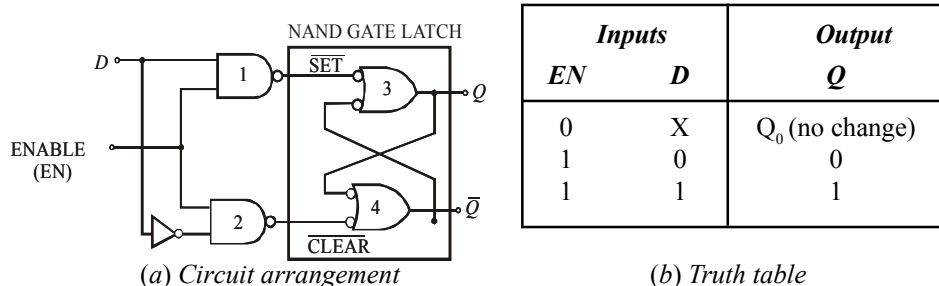 NAND GATE LATCH
D
1
SET
3
Q
ENABLE
(EN)
2
4
Q
CLEAR
(a) Circuit arrangement
Inputs Output
EN D Q
0 X Q₀ (no change)
1 0 0
1 1 1
(b) Truth table